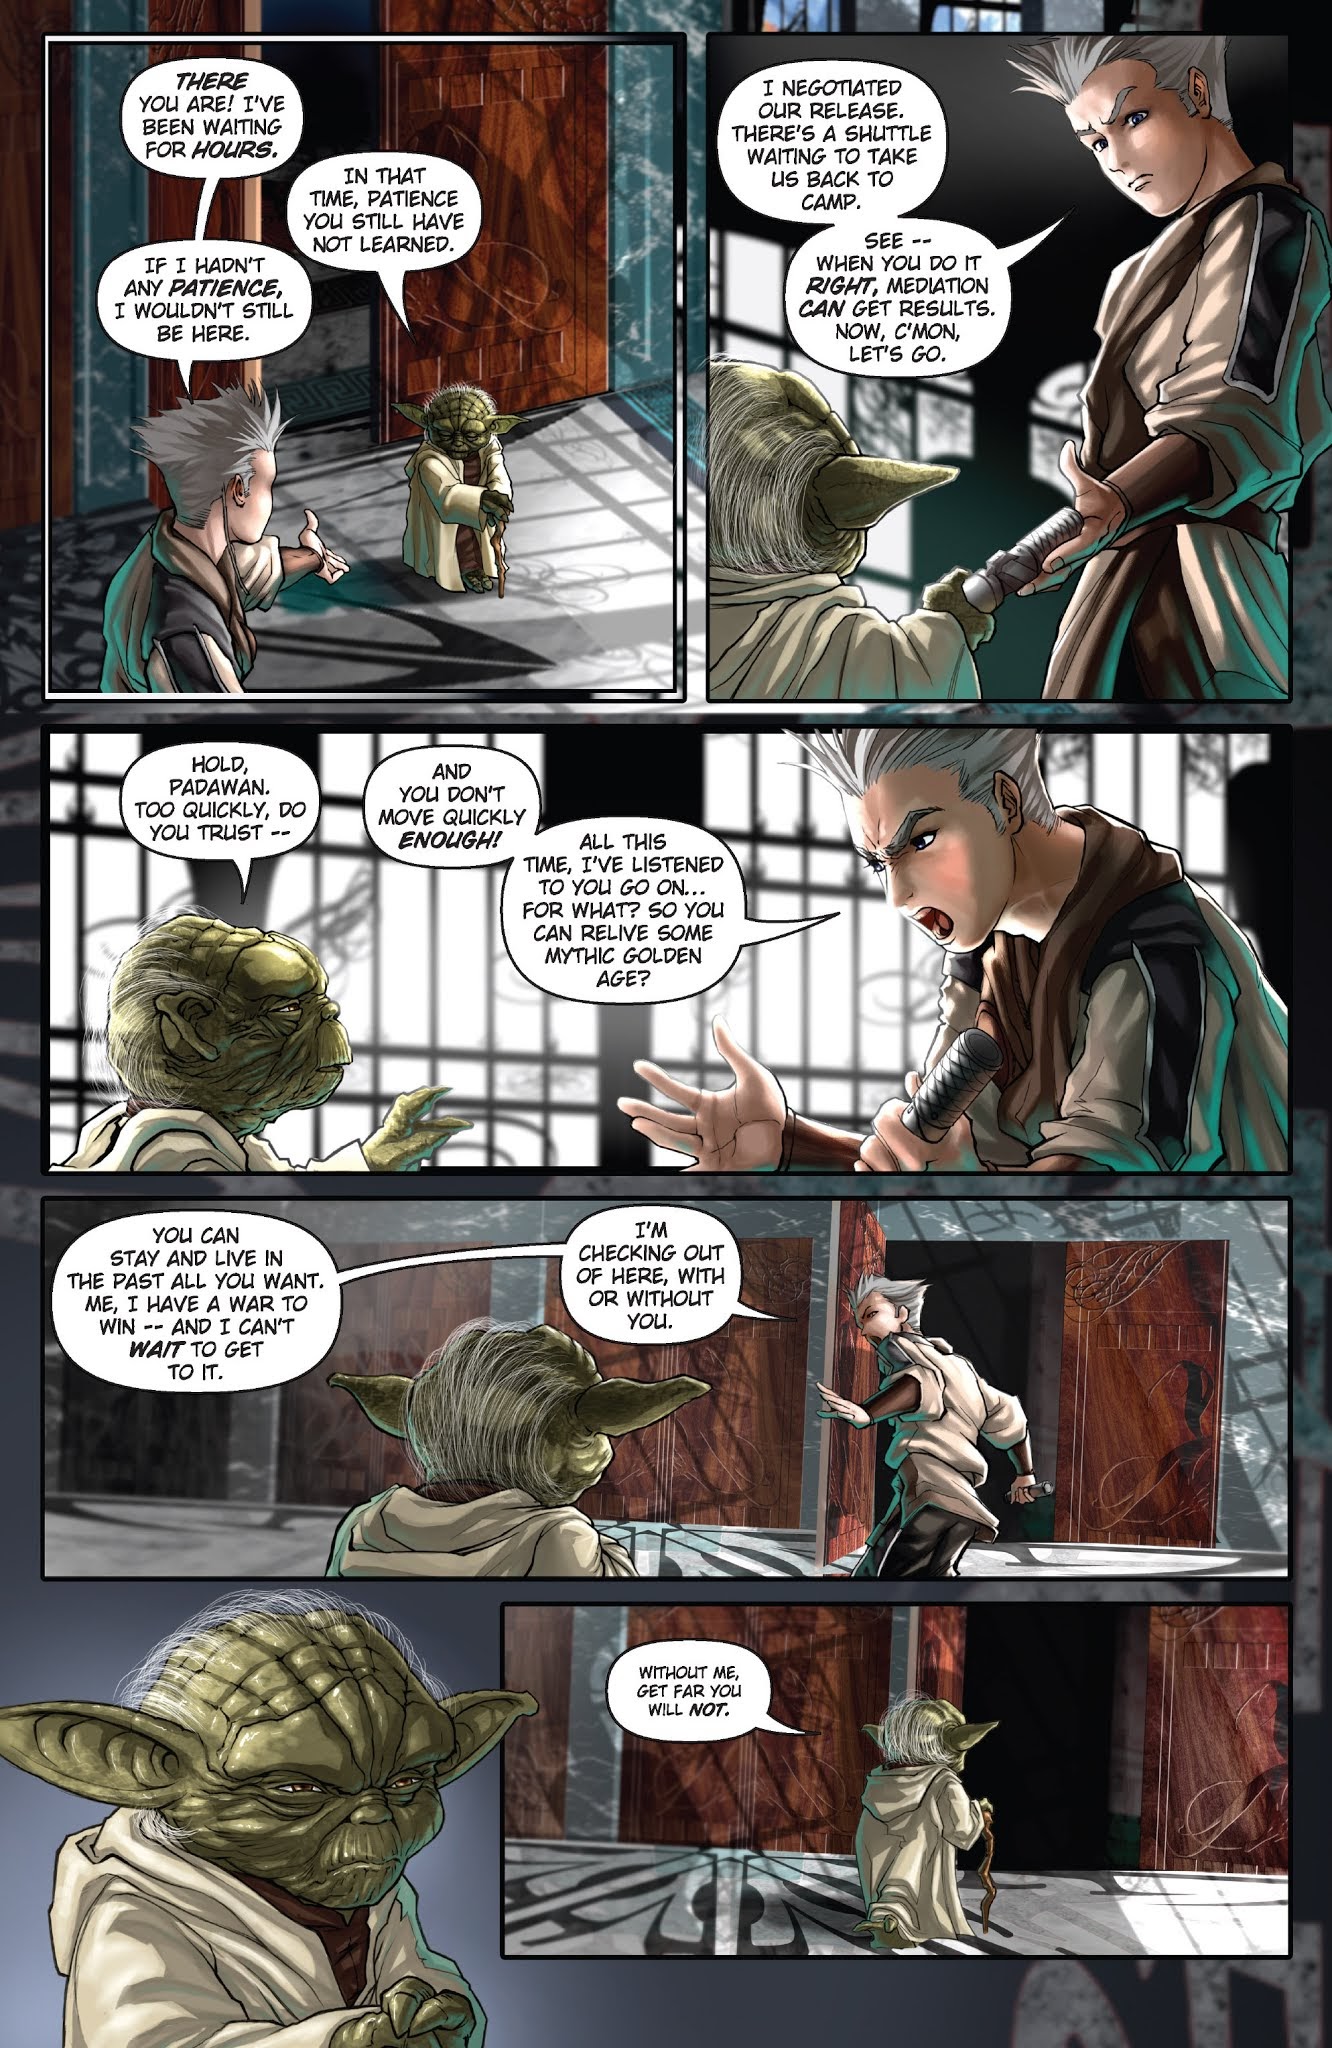 THERE
YOU ARE! I'VE
BEEN WAITING
FOR HOURS.
IN THAT
TIME, PATIENCE
YOU STILL HAVE
NOT LEARNED.
IF I HADN'T
ANY PATIENCE,
I WOULDN'T STILL
BE HERE.
I NEGOTIATED
OUR RELEASE.
THERE'S A SHUTTLE
WAITING TO TAKE
US BACK TO
CAMP.
SEE --
WHEN YOU DO IT
RIGHT, MEDIATION
CAN GET RESULTS.
NOW, C'MON,
LET'S GO.
HOLD,
PADAWAN.
TOO QUICKLY, DO
YOU TRUST --
AND
YOU DON'T
MOVE QUICKLY
ENOUGH!
ALL THIS
TIME, I'VE LISTENED
TO YOU GO ON...
FOR WHAT? SO YOU
CAN RELIVE SOME
MYTHIC GOLDEN
AGE?
YOU CAN
STAY AND LIVE IN
THE PAST ALL YOU WANT.
ME, I HAVE A WAR TO
WIN -- AND I CAN'T
WAIT TO GET
TO IT.
I'M
CHECKING OUT
OF HERE, WITH
OR WITHOUT
YOU.
WITHOUT ME,
GET FAR YOU
WILL NOT.